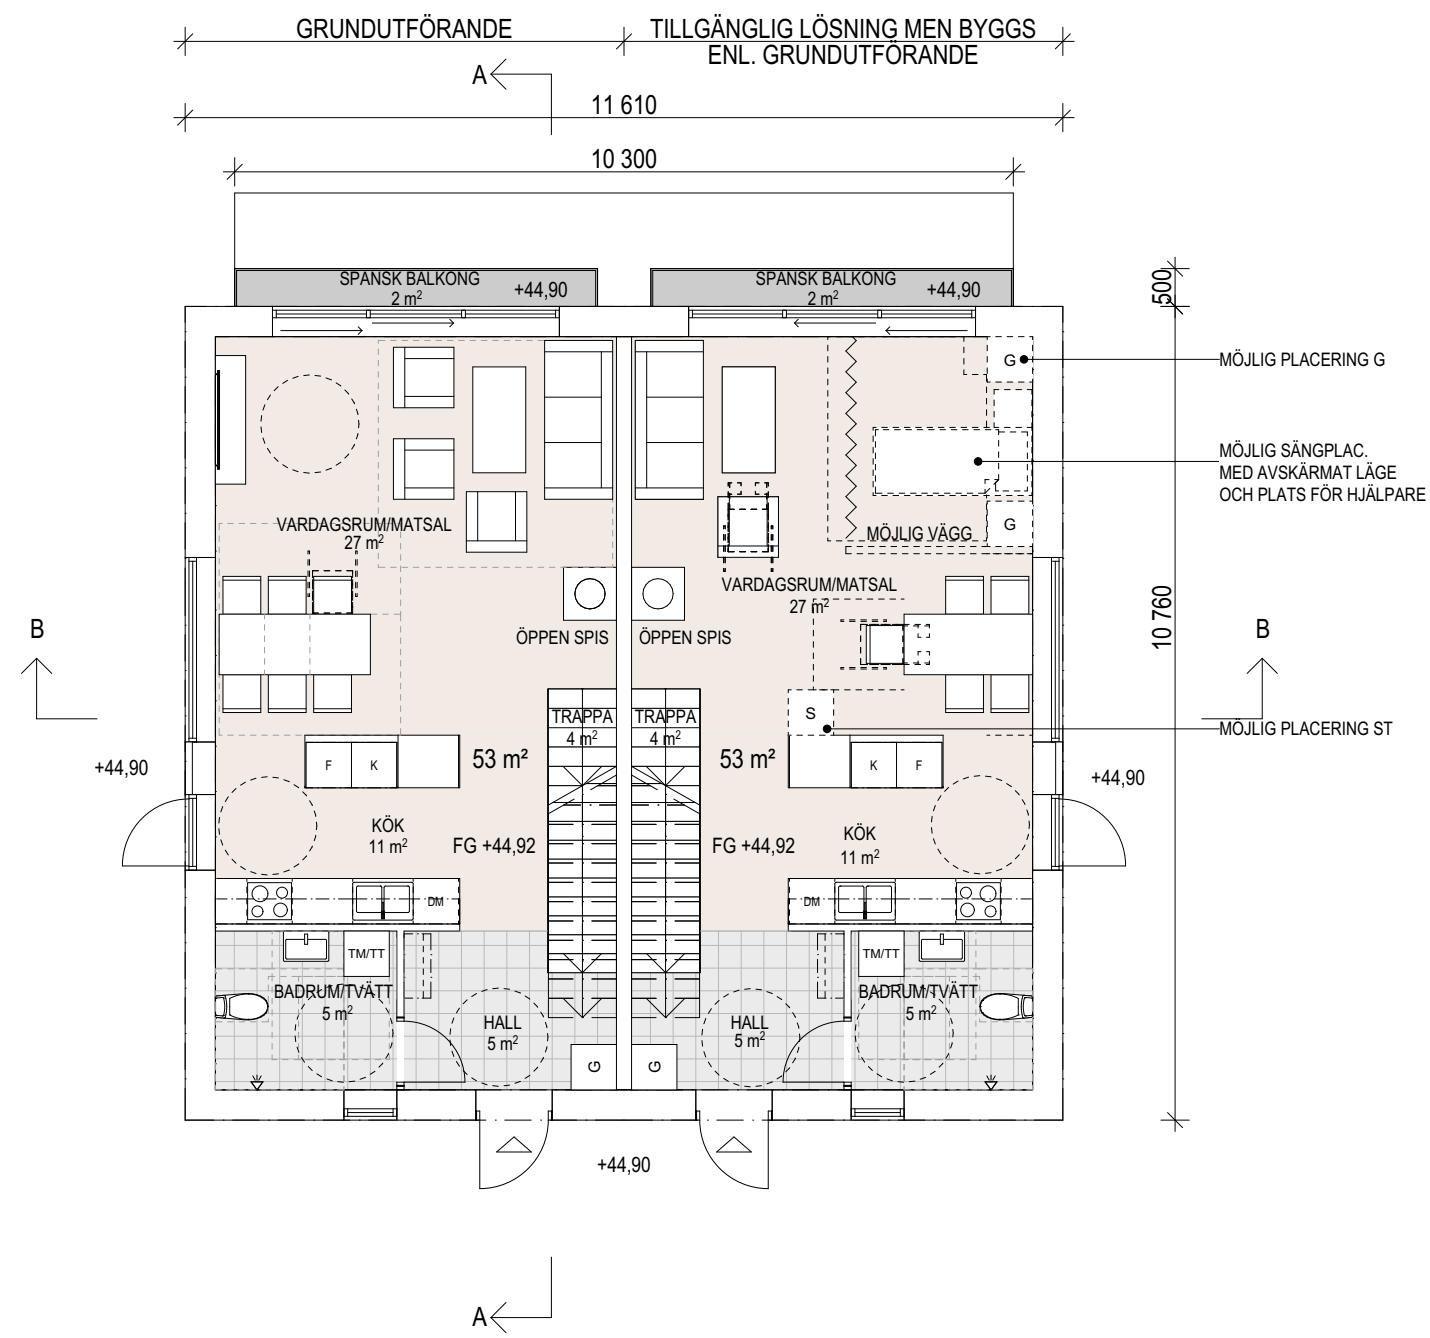 GRUNDUTFÖRANDE
TILLGÄNGLIG LÖSNING MEN BYGGS
ENL. GRUNDUTFÖRANDE
A
11 610
10 300
SPANSK BALKONG
2 m²
+44,90
SPANSK BALKONG
2 m²
+44,90
500
G
MÖJLIG PLACERING G
MÖJLIG SÄNGPLAC.
MED AVSKÄRMAT LÄGE
OCH PLATS FÖR HJÄLPARE
G
MÖJLIG VÄGG
VARDAGSRUM/MATSAL
27 m²
VARDAGSRUM/MATSAL
27 m²
ÖPPEN SPIS
ÖPPEN SPIS
10 760
B
B
TRAPPA
4 m²
TRAPPA
4 m²
S
MÖJLIG PLACERING ST
+44,90
F
K
53 m²
53 m²
K
F
+44,90
KÖK
11 m²
FG +44,92
FG +44,92
KÖK
11 m²
DM
DM
TM/TT
TM/TT
BADRUM/TVÄTT
5 m²
HALL
5 m²
HALL
5 m²
BADRUM/TVÄTT
5 m²
G
G
+44,90
A